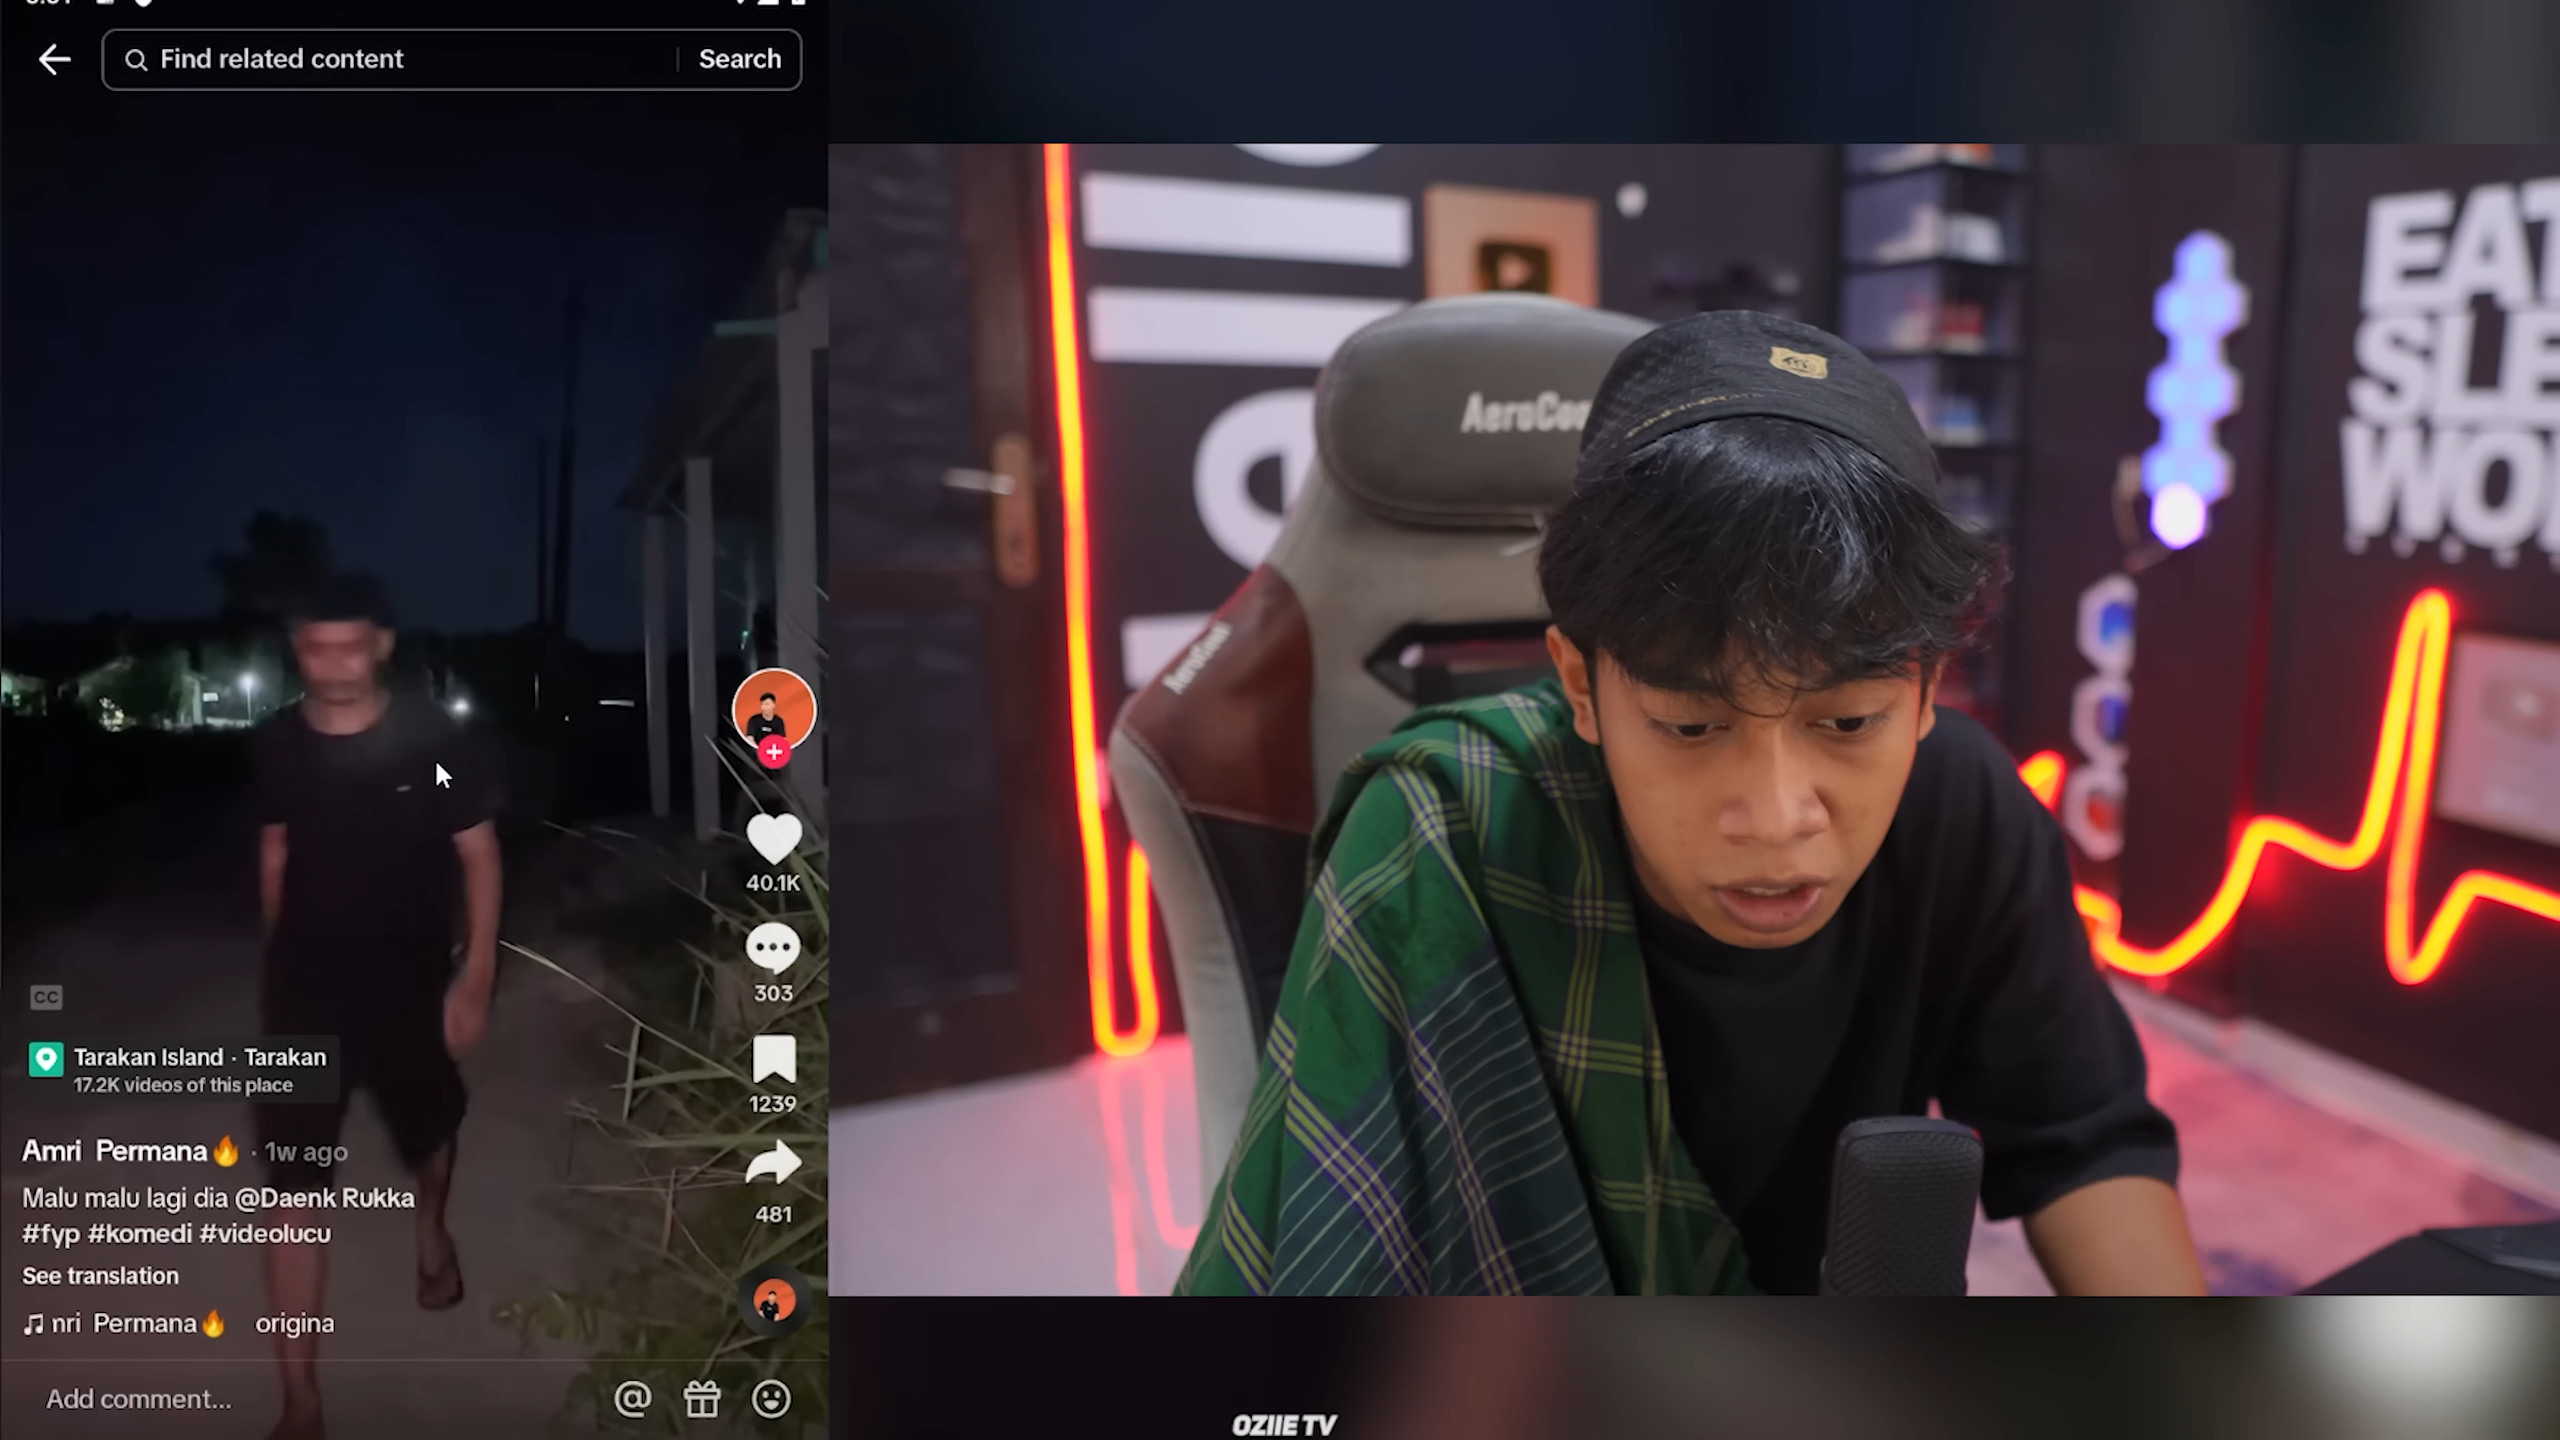 Find related content
Search
CC
Tarakan Island · Tarakan
17.2K videos of this place
Amri Permana🔥 · 1w ago
Malu malu lagi dia @Daenk Rukka
#fyp #komedi #videolucu
See translation
nri Permana🔥 origina
Add comment...
40.1K
303
1239
481
AeroCoo
AeroCool
EAT
SLE
WO
OZIIE TV